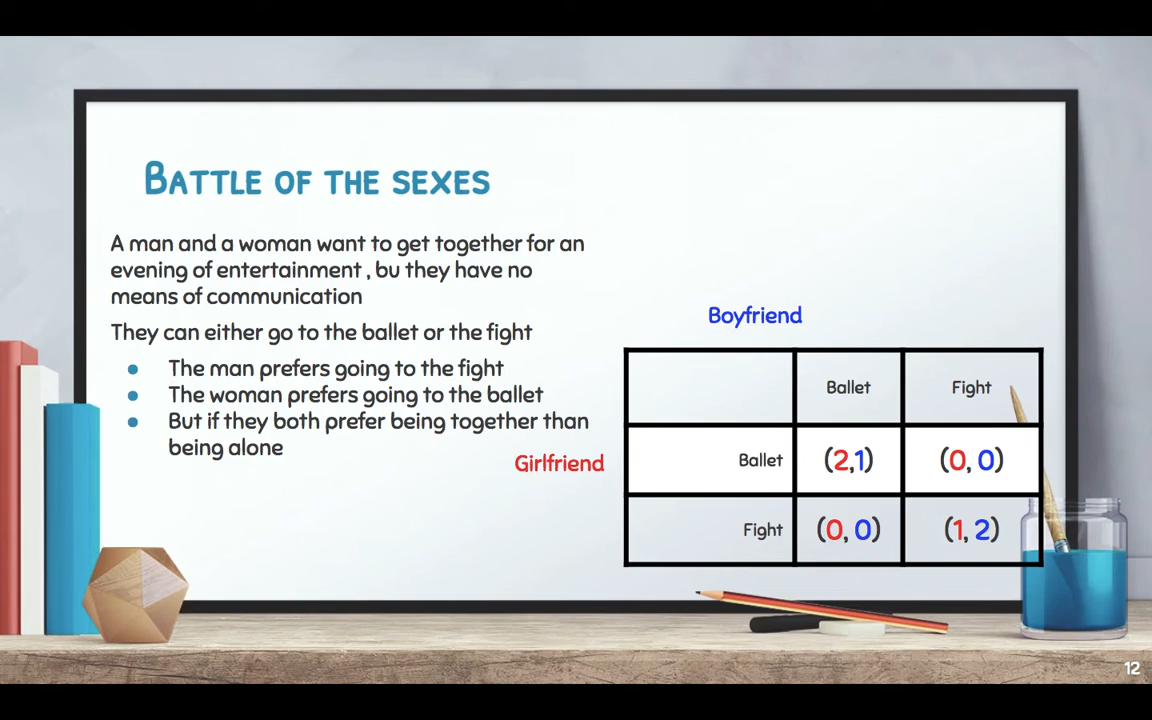 BATTLE OF THE SEXES
A man and a woman want to get together for an
evening of entertainment , bu they have no
means of communication
They can either go to the ballet or the fight
● The man prefers going to the fight
● The woman prefers going to the ballet
● But if they both prefer being together than
being alone
Boyfriend
Girlfriend
Ballet Fight
Ballet (2,1) (0, 0)
Fight (0, 0) (1, 2)
12